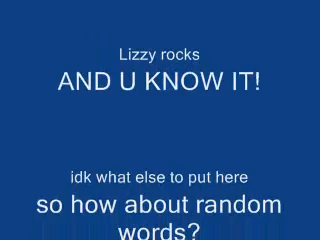 Lizzy rocks
AND U KNOW IT!
idk what else to put here
so how about random
words?